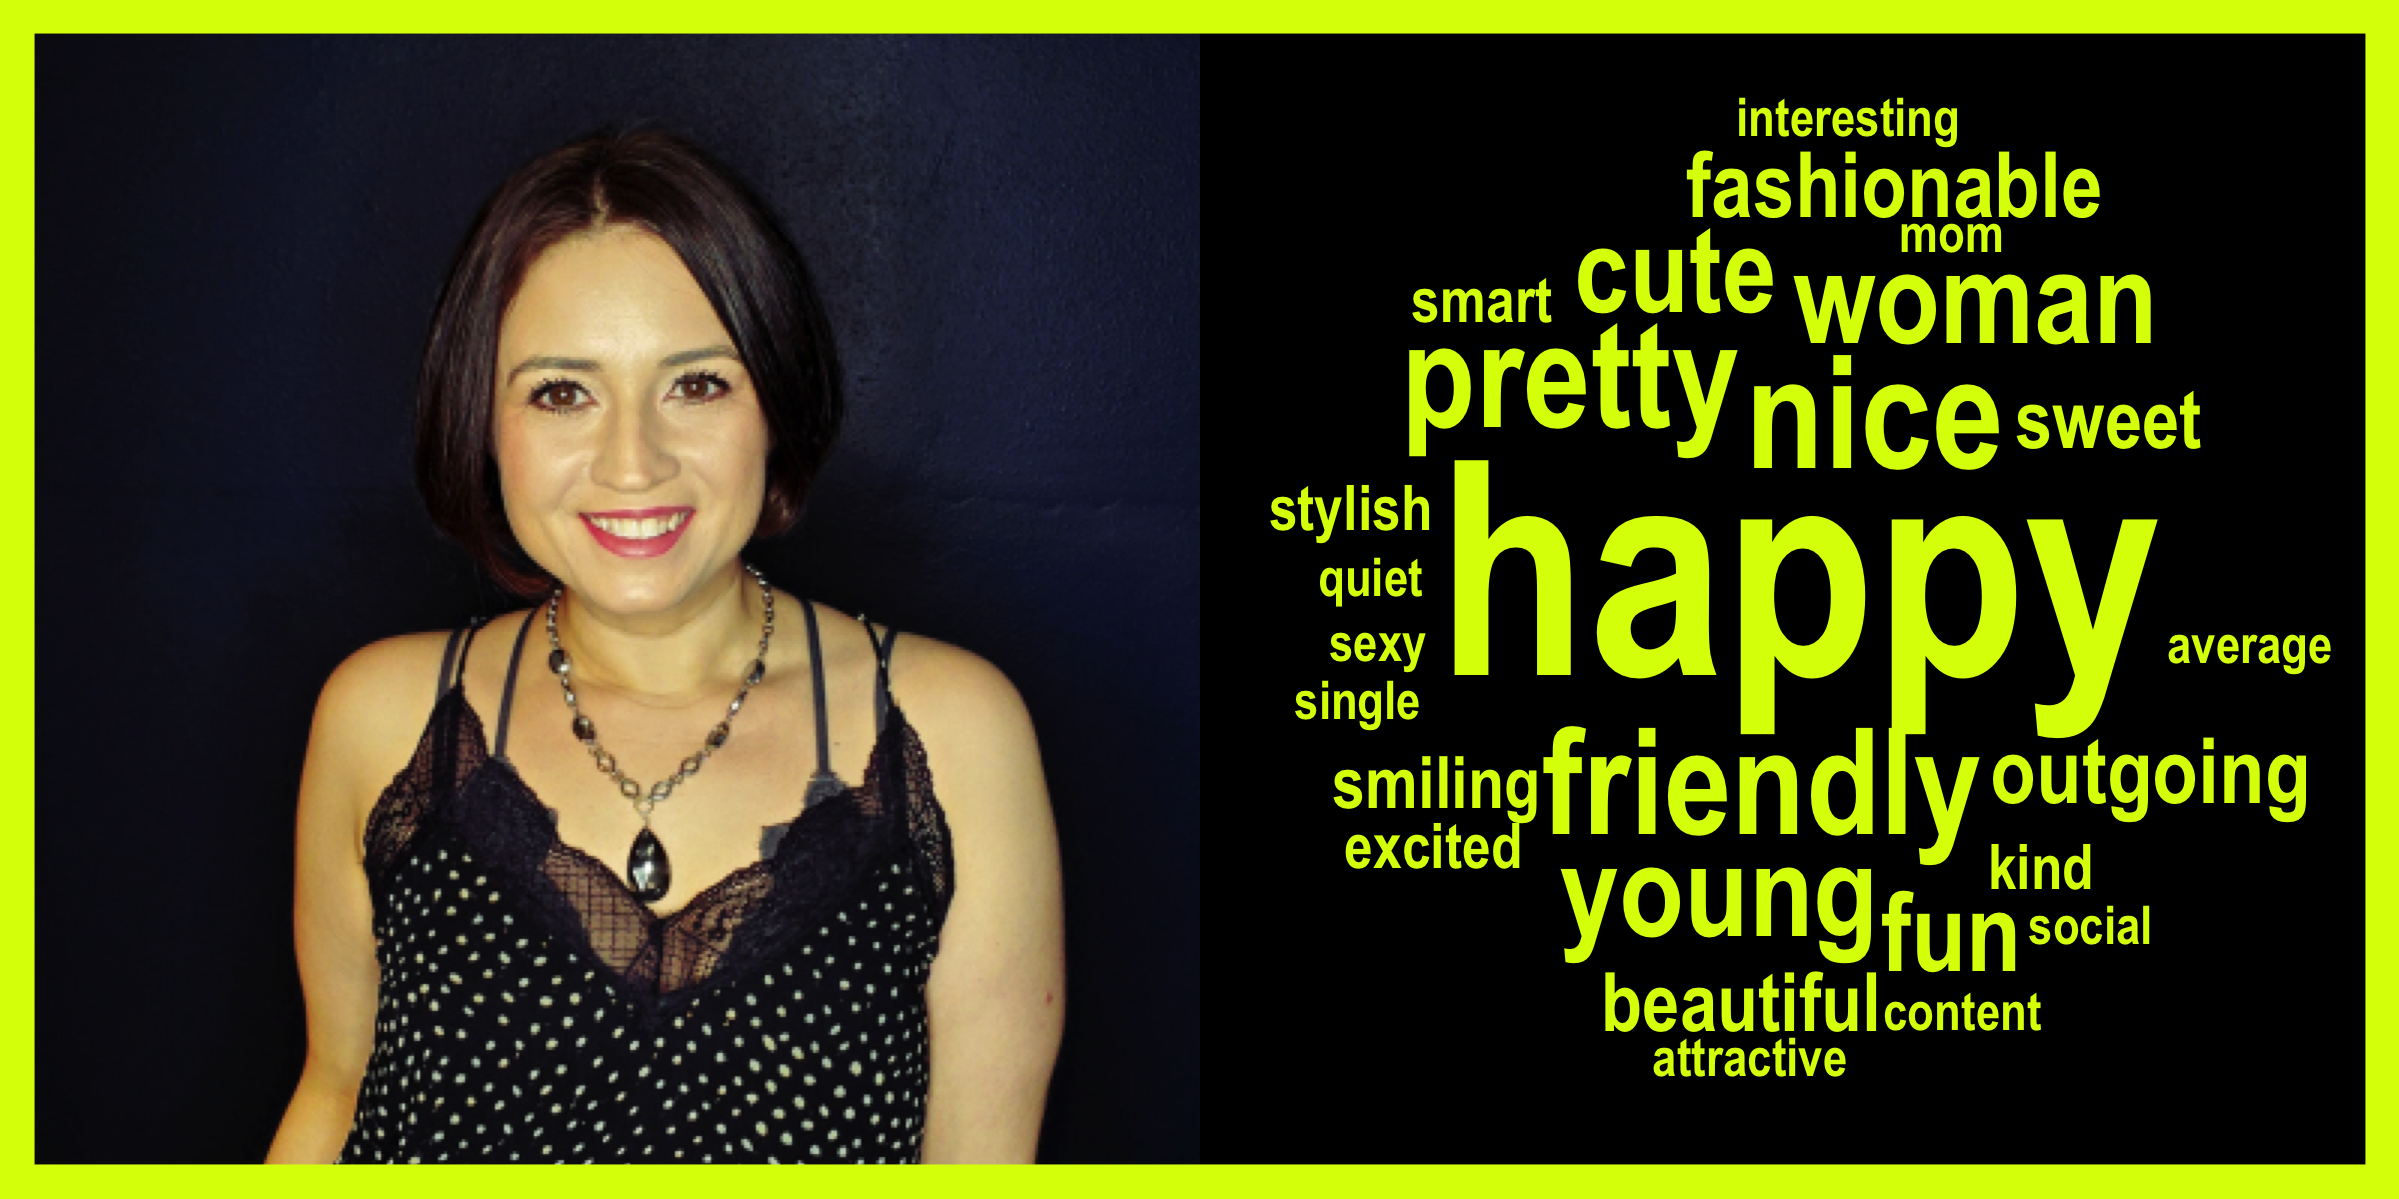 interesting
fashionable
mom
smart cute woman
pretty nice sweet
stylish
happy
quiet
sexy average
single
smiling friendly outgoing
excited kind
young fun social
beautiful content
attractive